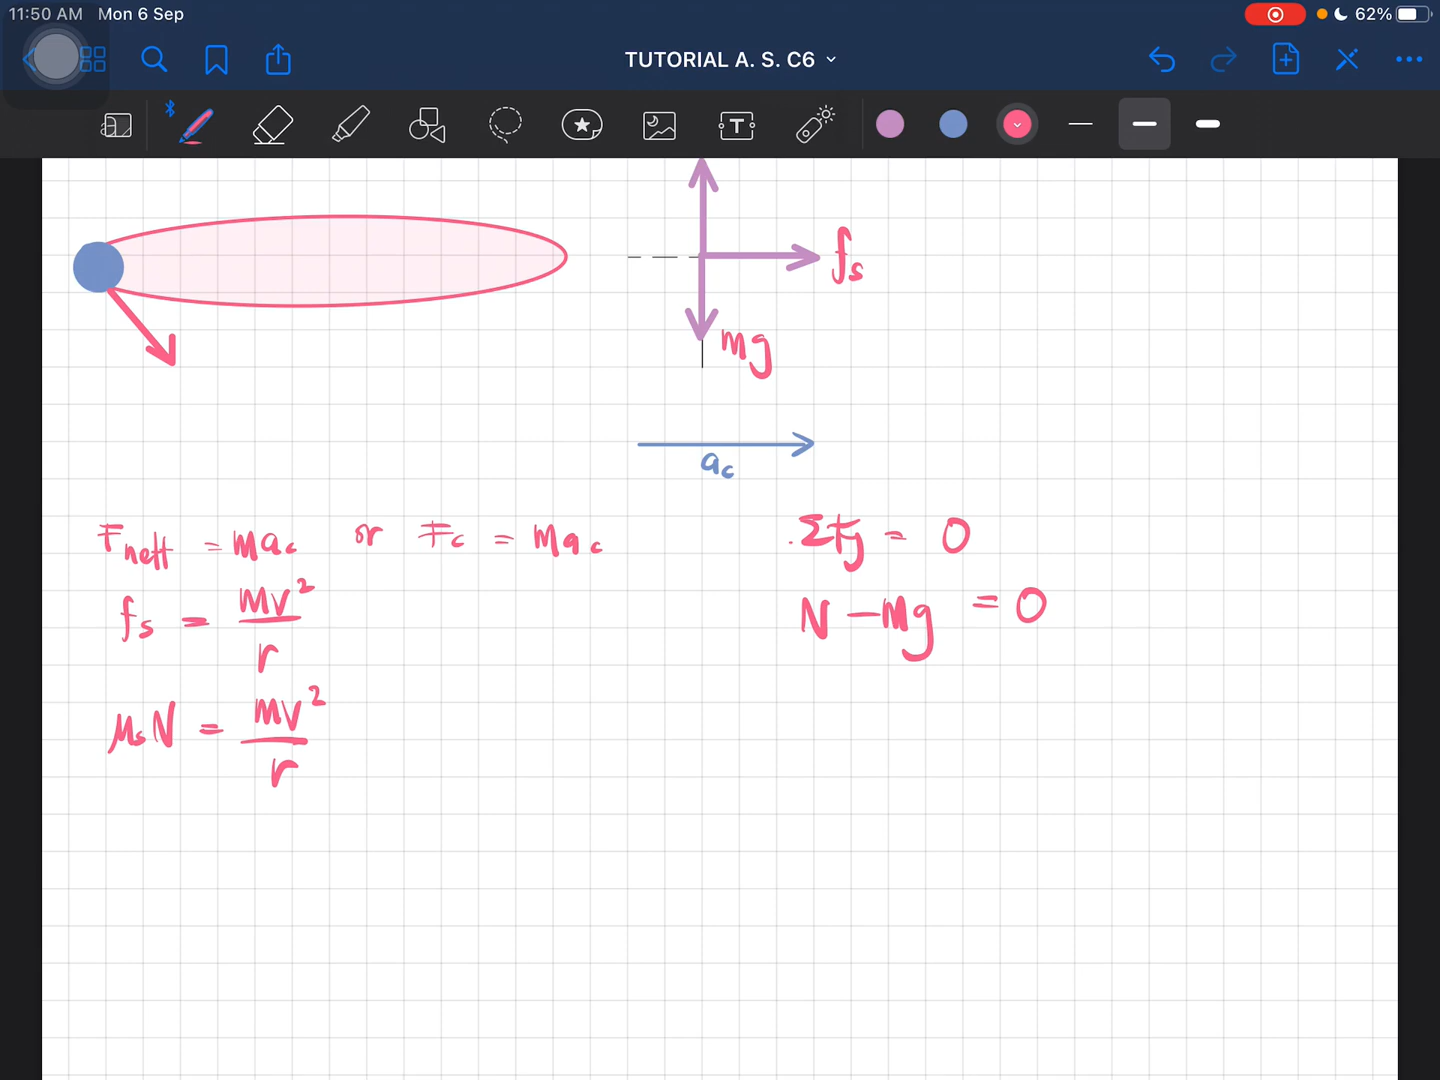 11:50 AM Mon 6 Sep 62%
TUTORIAL A. S. C6
T
fs
mg
ac
Fnett = mac or Fc = mac
ΣFy = 0
fs = mv²/r
N - mg = 0
μsN = mv²/r